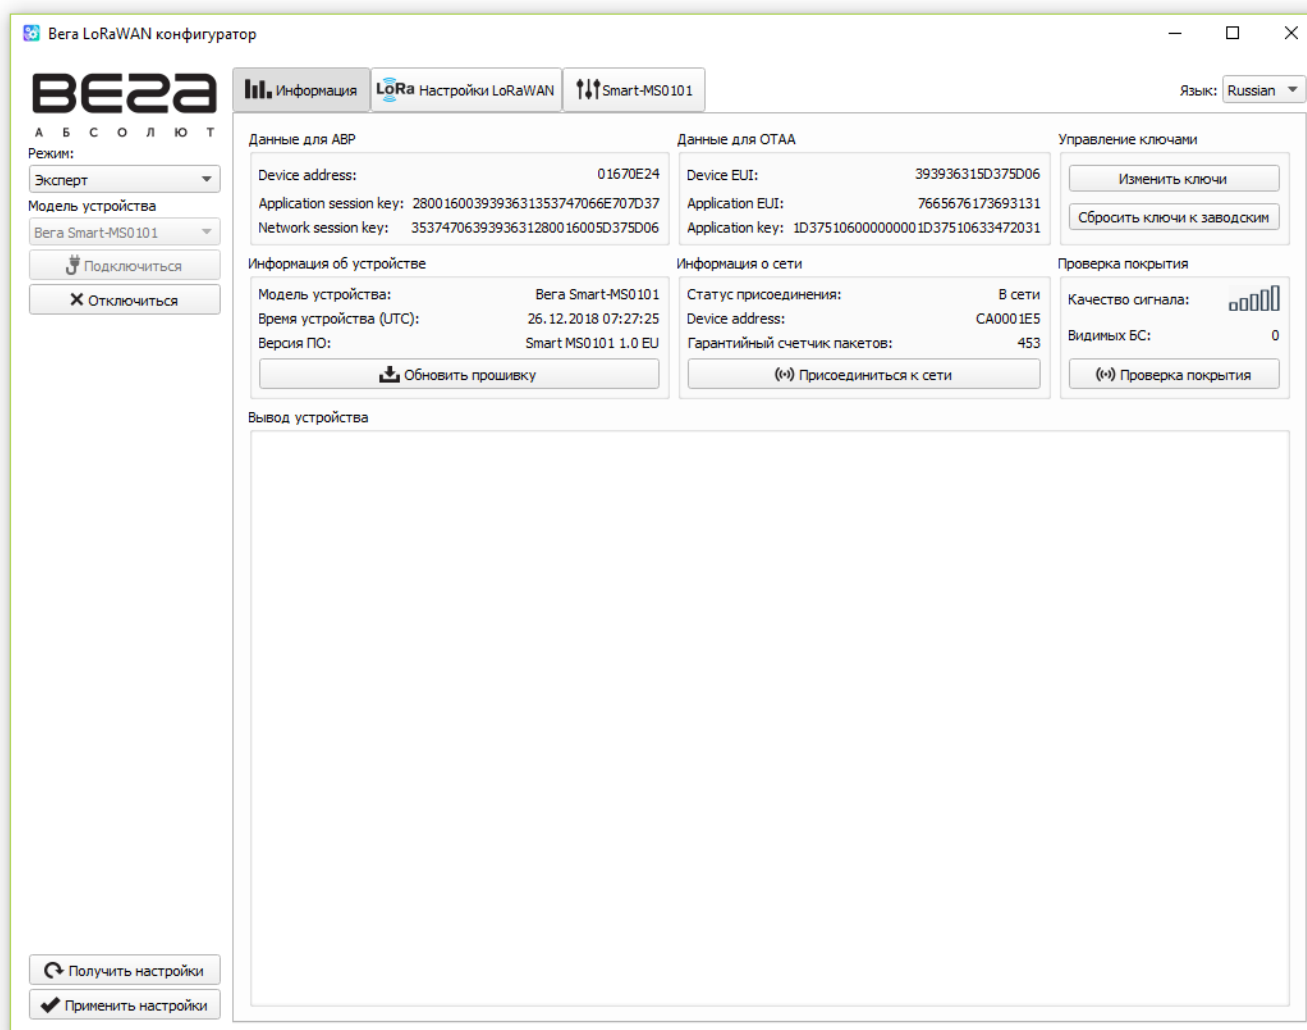 Вега LoRaWAN конфигуратор
ВЕГА
АБСОЛЮТ
Режим:
Эксперт
Модель устройства
Вега Smart-MS0101
Подключиться
Отключиться
Получить настройки
Применить настройки
Информация
LoRa Настройки LoRaWAN
Smart-MS0101
Язык: Russian
Данные для ABP
Device address: 01670E24
Application session key: 2800160039393631353747066E707D37
Network session key: 3537470639393631280016005D375D06
Данные для OTAA
Device EUI: 393936315D375D06
Application EUI: 7665676173693131
Application key: 1D375106000000001D37510633472031
Управление ключами
Изменить ключи
Сбросить ключи к заводским
Информация об устройстве
Модель устройства: Вега Smart-MS0101
Время устройства (UTC): 26.12.2018 07:27:25
Версия ПО: Smart MS0101 1.0 EU
Обновить прошивку
Информация о сети
Статус присоединения: В сети
Device address: CA0001E5
Гарантийный счетчик пакетов: 453
Присоединиться к сети
Проверка покрытия
Качество сигнала:
Видимых БС: 0
Проверка покрытия
Вывод устройства